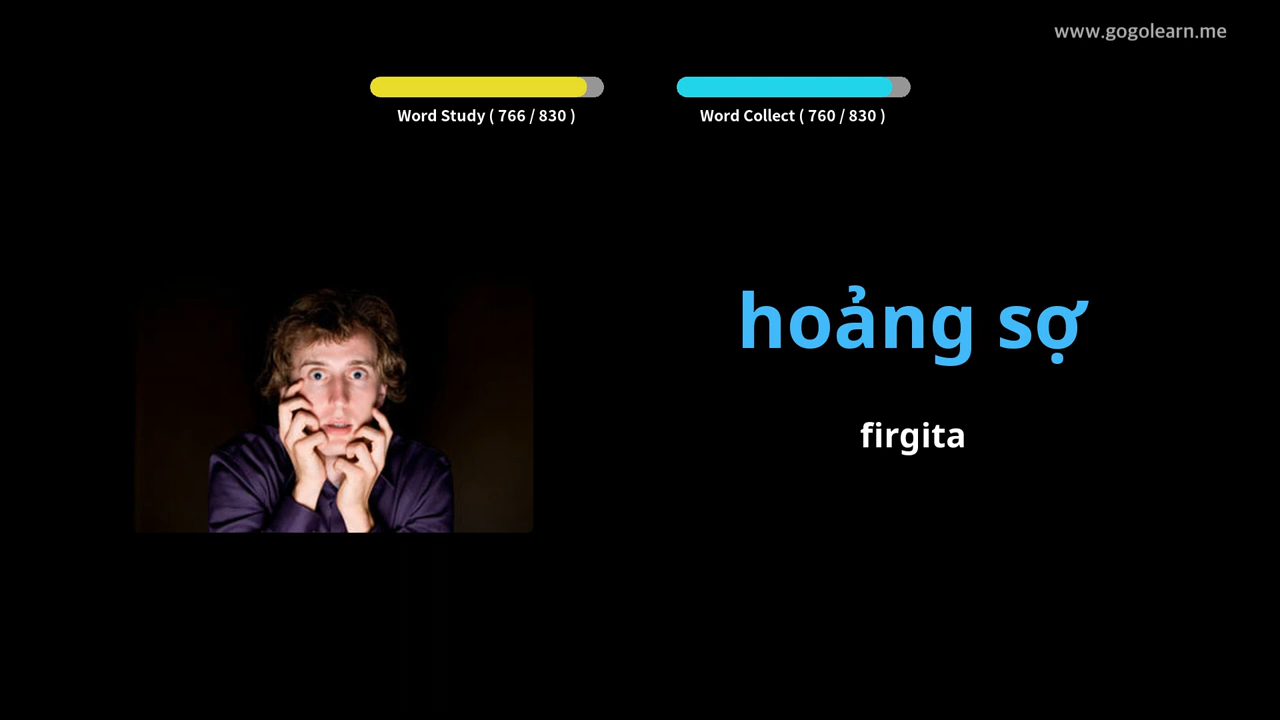 www.gogolearn.me
Word Study ( 766 / 830 )
Word Collect ( 760 / 830 )
hoảng sợ
firgita